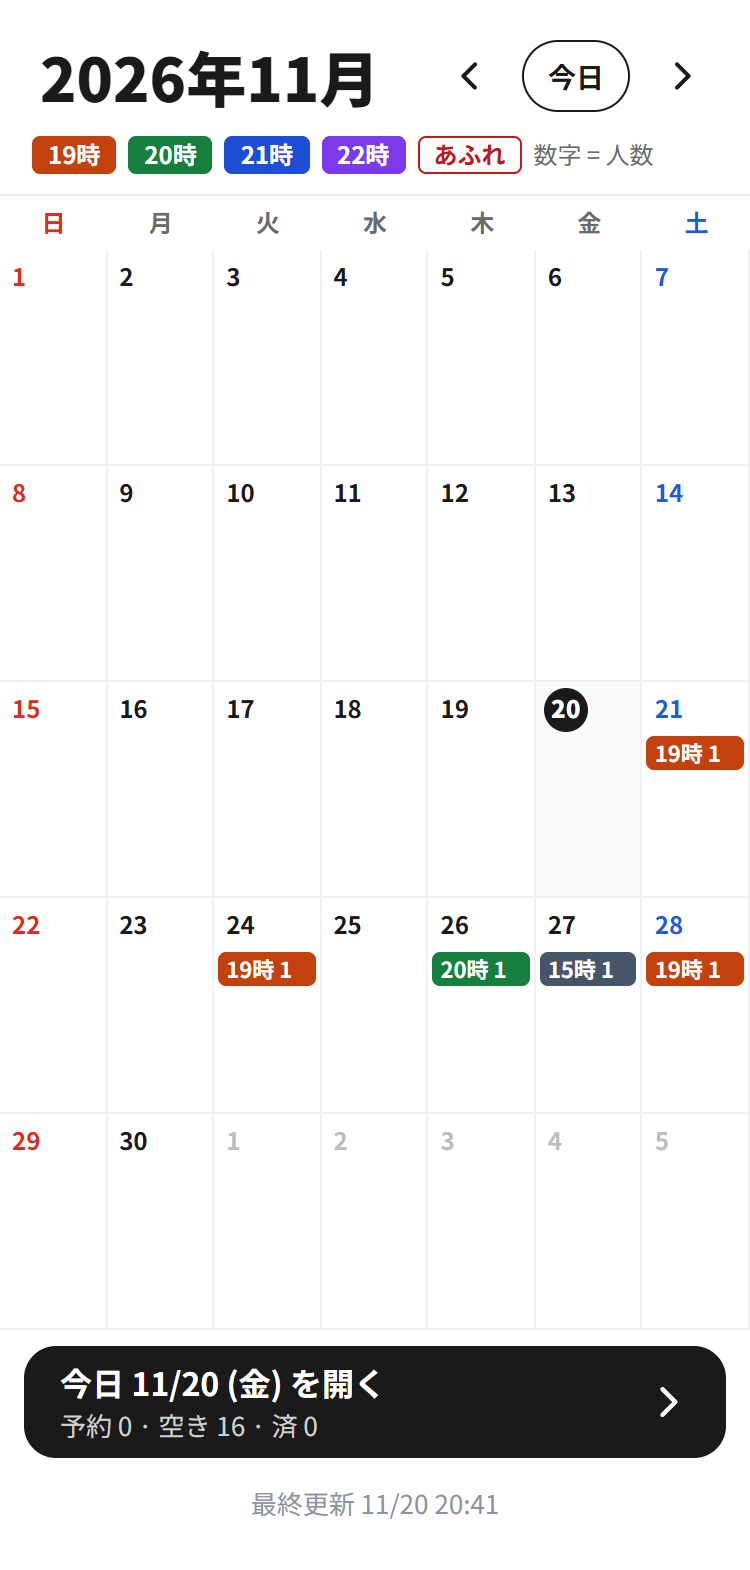 2026年11月 今日
19時 20時 21時 22時 あふれ 数字 = 人数
日 月 火 水 木 金 土
1 2 3 4 5 6 7
8 9 10 11 12 13 14
15 16 17 18 19 20 21
19時 1
22 23 24 25 26 27 28
19時 1 20時 1 15時 1 19時 1
29 30 1 2 3 4 5
今日 11/20 (金) を開く
予約 0 · 空き 16 · 済 0
最終更新 11/20 20:41